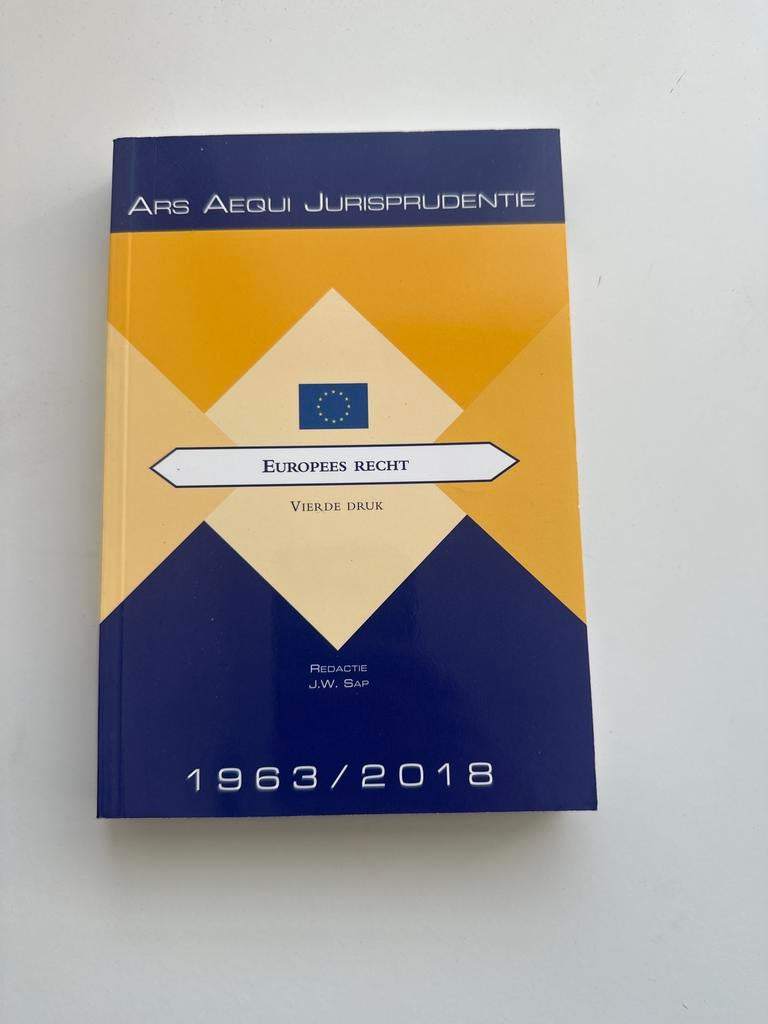 Ars Aequi Jurisprudentie
Europees recht
Vierde druk
Redactie
J.W. Sap
1963/2018